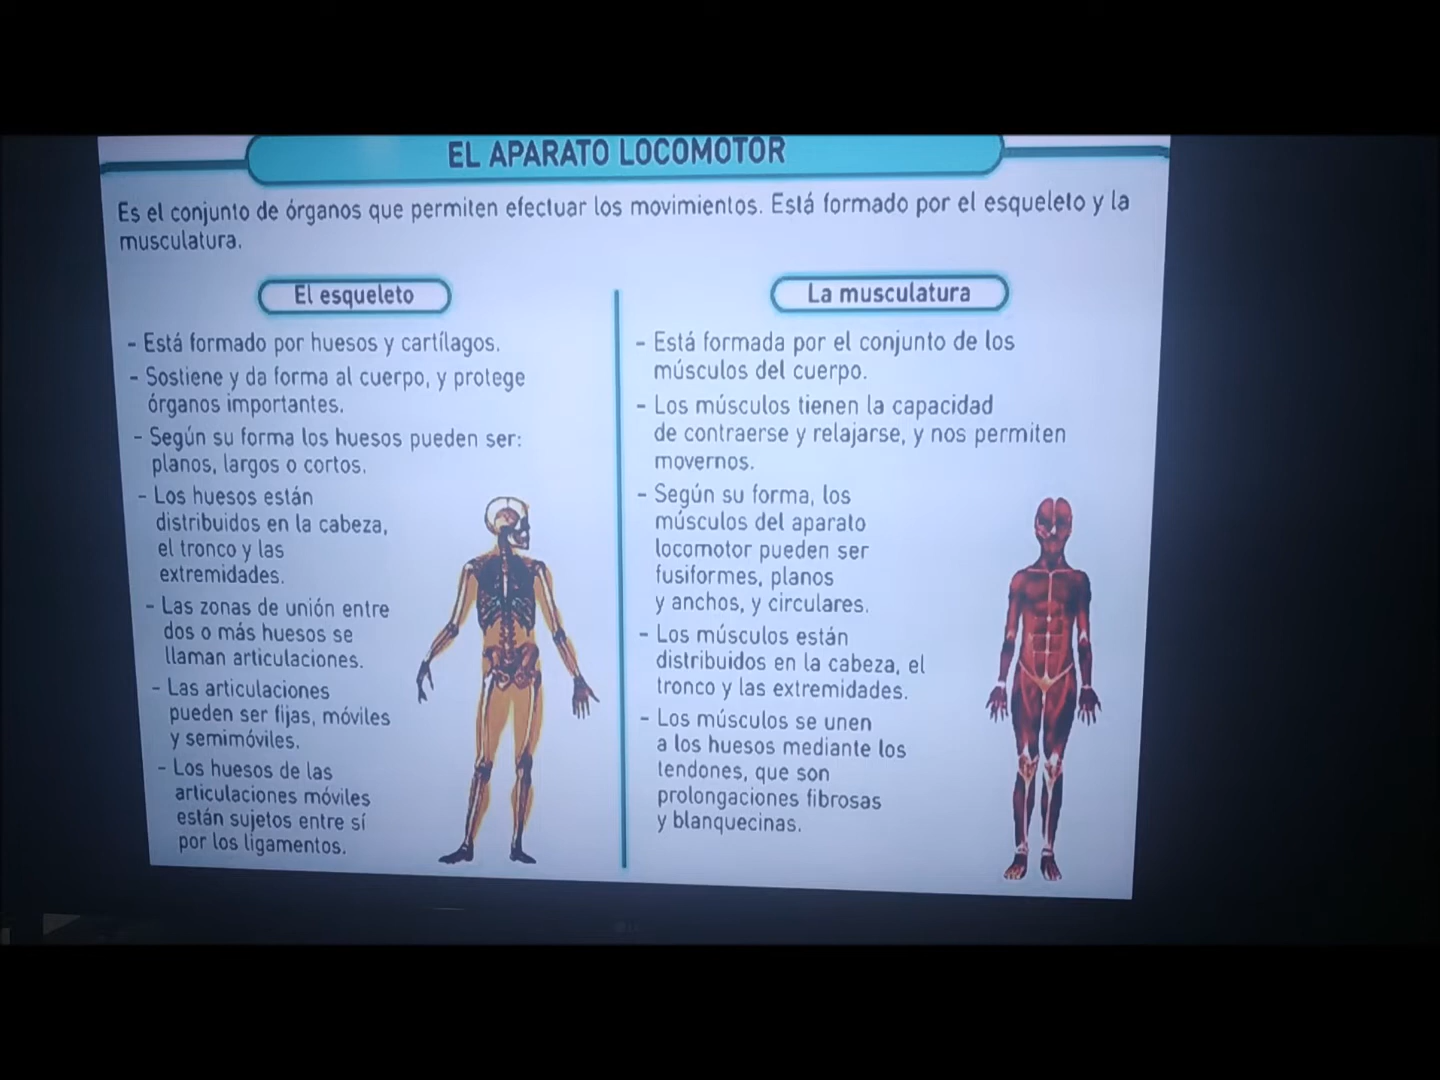 EL APARATO LOCOMOTOR
Es el conjunto de órganos que permiten efectuar los movimientos. Está formado por el esqueleto y la
musculatura.
El esqueleto
- Está formado por huesos y cartílagos.
- Sostiene y da forma al cuerpo, y protege
órganos importantes.
- Según su forma los huesos pueden ser:
planos, largos o cortos.
- Los huesos están
distribuidos en la cabeza,
el tronco y las
extremidades.
- Las zonas de unión entre
dos o más huesos se
llaman articulaciones.
- Las articulaciones
pueden ser fijas, móviles
y semimóviles.
- Los huesos de las
articulaciones móviles
están sujetos entre sí
por los ligamentos.
La musculatura
- Está formada por el conjunto de los
músculos del cuerpo.
- Los músculos tienen la capacidad
de contraerse y relajarse, y nos permiten
movernos.
- Según su forma, los
músculos del aparato
locomotor pueden ser
fusiformes, planos
y anchos, y circulares.
- Los músculos están
distribuidos en la cabeza, el
tronco y las extremidades.
- Los músculos se unen
a los huesos mediante los
tendones, que son
prolongaciones fibrosas
y blanquecinas.
LG